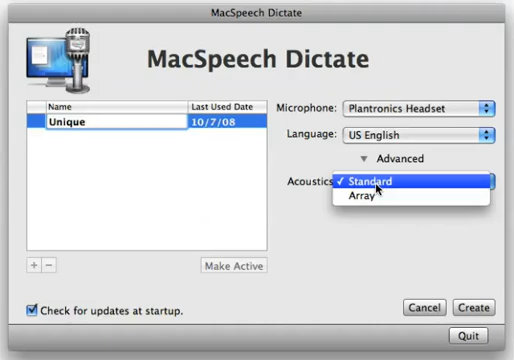 MacSpeech Dictate
MacSpeech Dictate
Name Last Used Date
Unique 10/7/08
Microphone: Plantronics Headset
Language: US English
Advanced
Acoustics
✓ Standard
Array
+ −
Make Active
Check for updates at startup.
Cancel Create
Quit